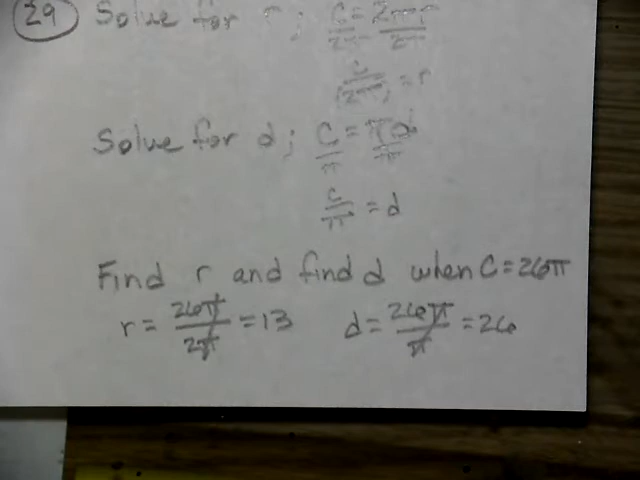 29 Solve for r; C = 2πr
2π 2π
C/2π = r
Solve for d; C = πd
π π
C/π = d
Find r and find d when C = 26π
r = 26π/2π = 13 d = 26π/π = 26